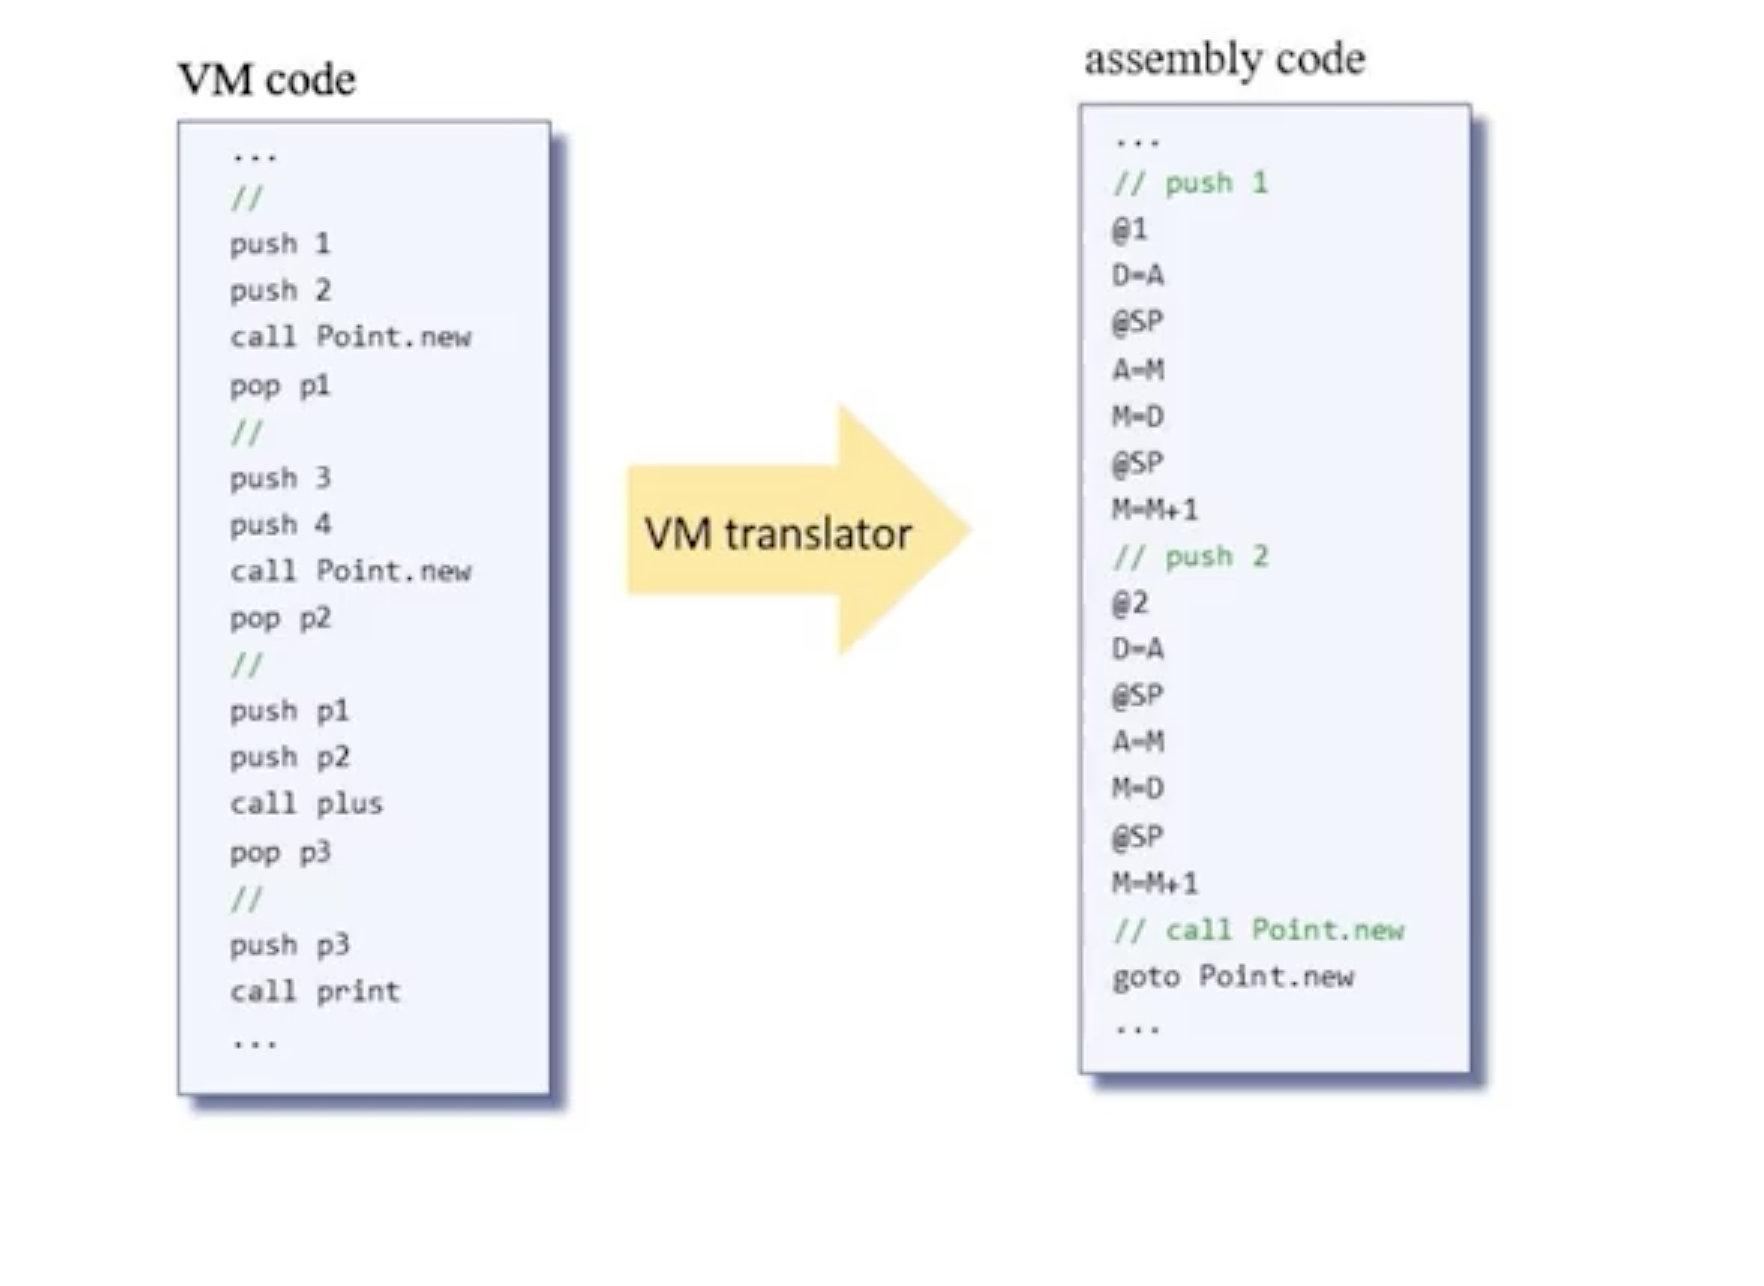 VM code
...
//
push 1
push 2
call Point.new
pop p1
//
push 3
push 4
call Point.new
pop p2
//
push p1
push p2
call plus
pop p3
//
push p3
call print
...
VM translator
assembly code
...
// push 1
@1
D=A
@SP
A=M
M=D
@SP
M=M+1
// push 2
@2
D=A
@SP
A=M
M=D
@SP
M=M+1
// call Point.new
goto Point.new
...